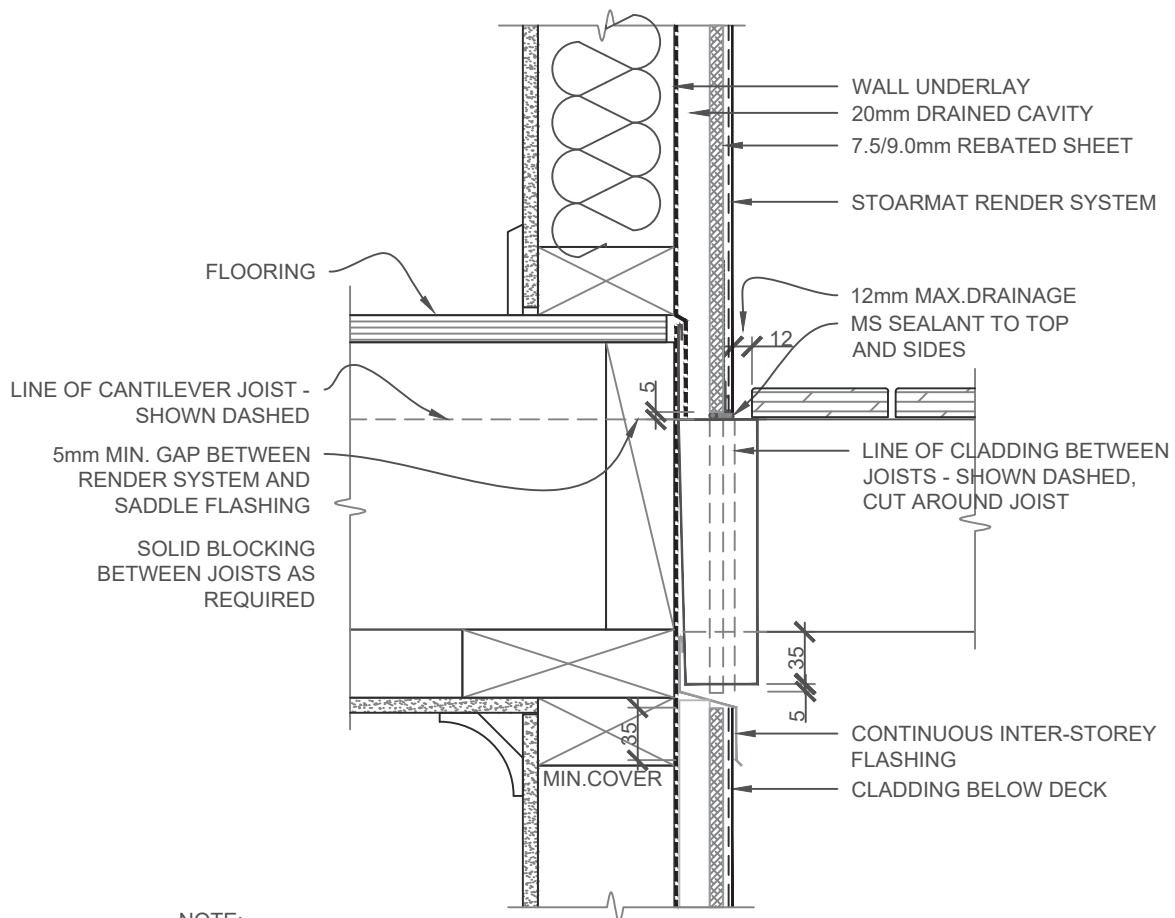 WALL UNDERLAY
20mm DRAINED CAVITY
7.5/9.0mm REBATED SHEET
STOARMAT RENDER SYSTEM
FLOORING
12mm MAX.DRAINAGE
MS SEALANT TO TOP
AND SIDES
12
LINE OF CANTILEVER JOIST -
SHOWN DASHED
5
5mm MIN. GAP BETWEEN
RENDER SYSTEM AND
SADDLE FLASHING
LINE OF CLADDING BETWEEN
JOISTS - SHOWN DASHED,
CUT AROUND JOIST
SOLID BLOCKING
BETWEEN JOISTS AS
REQUIRED
35
5
35
MIN.COVER
CONTINUOUS INTER-STOREY
FLASHING
CLADDING BELOW DECK
NOTE: